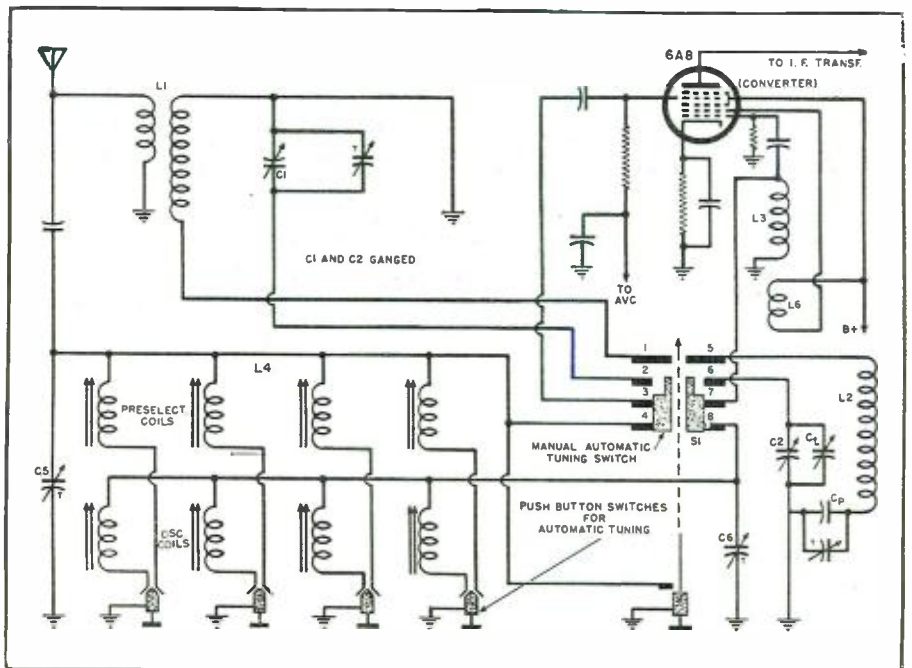 6A8
TO I.F. TRANSF.
(CONVERTER)
L1
C1
T
L3
C1 AND C2 GANGED
TO
AVC
L6
B+
1
5
L4
2
6
L2
3
7
PRESELECT
COILS
4
8
S1
MANUAL AUTOMATIC
TUNING SWITCH
C2
Ct
C5
T
Cp
PUSH BUTTON SWITCHES
FOR
AUTOMATIC TUNING
OSC
COILS
C6
T
T